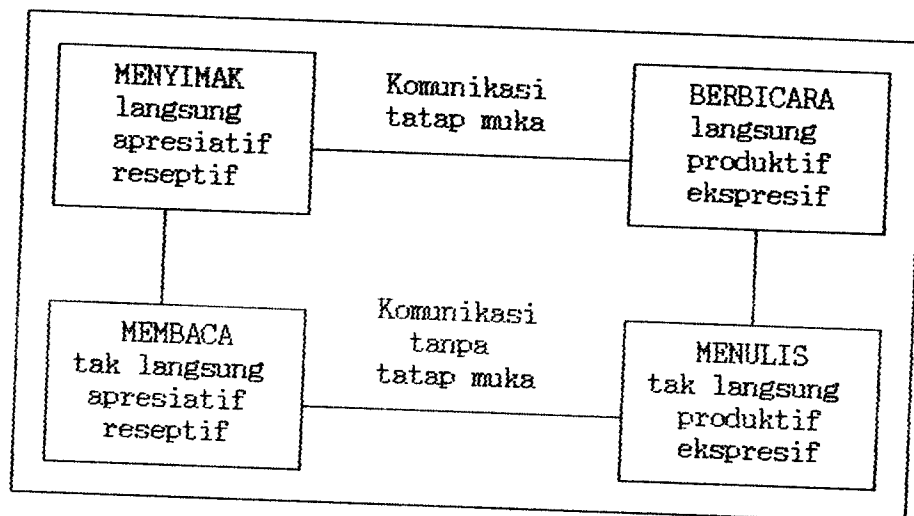 MENYIMAK
langsung
apresiatif
reseptif
Komunikasi
tatap muka
BERBICARA
langsung
produktif
ekspresif
MEMBACA
tak langsung
apresiatif
reseptif
Komunikasi
tanpa
tatap muka
MENULIS
tak langsung
produktif
ekspresif